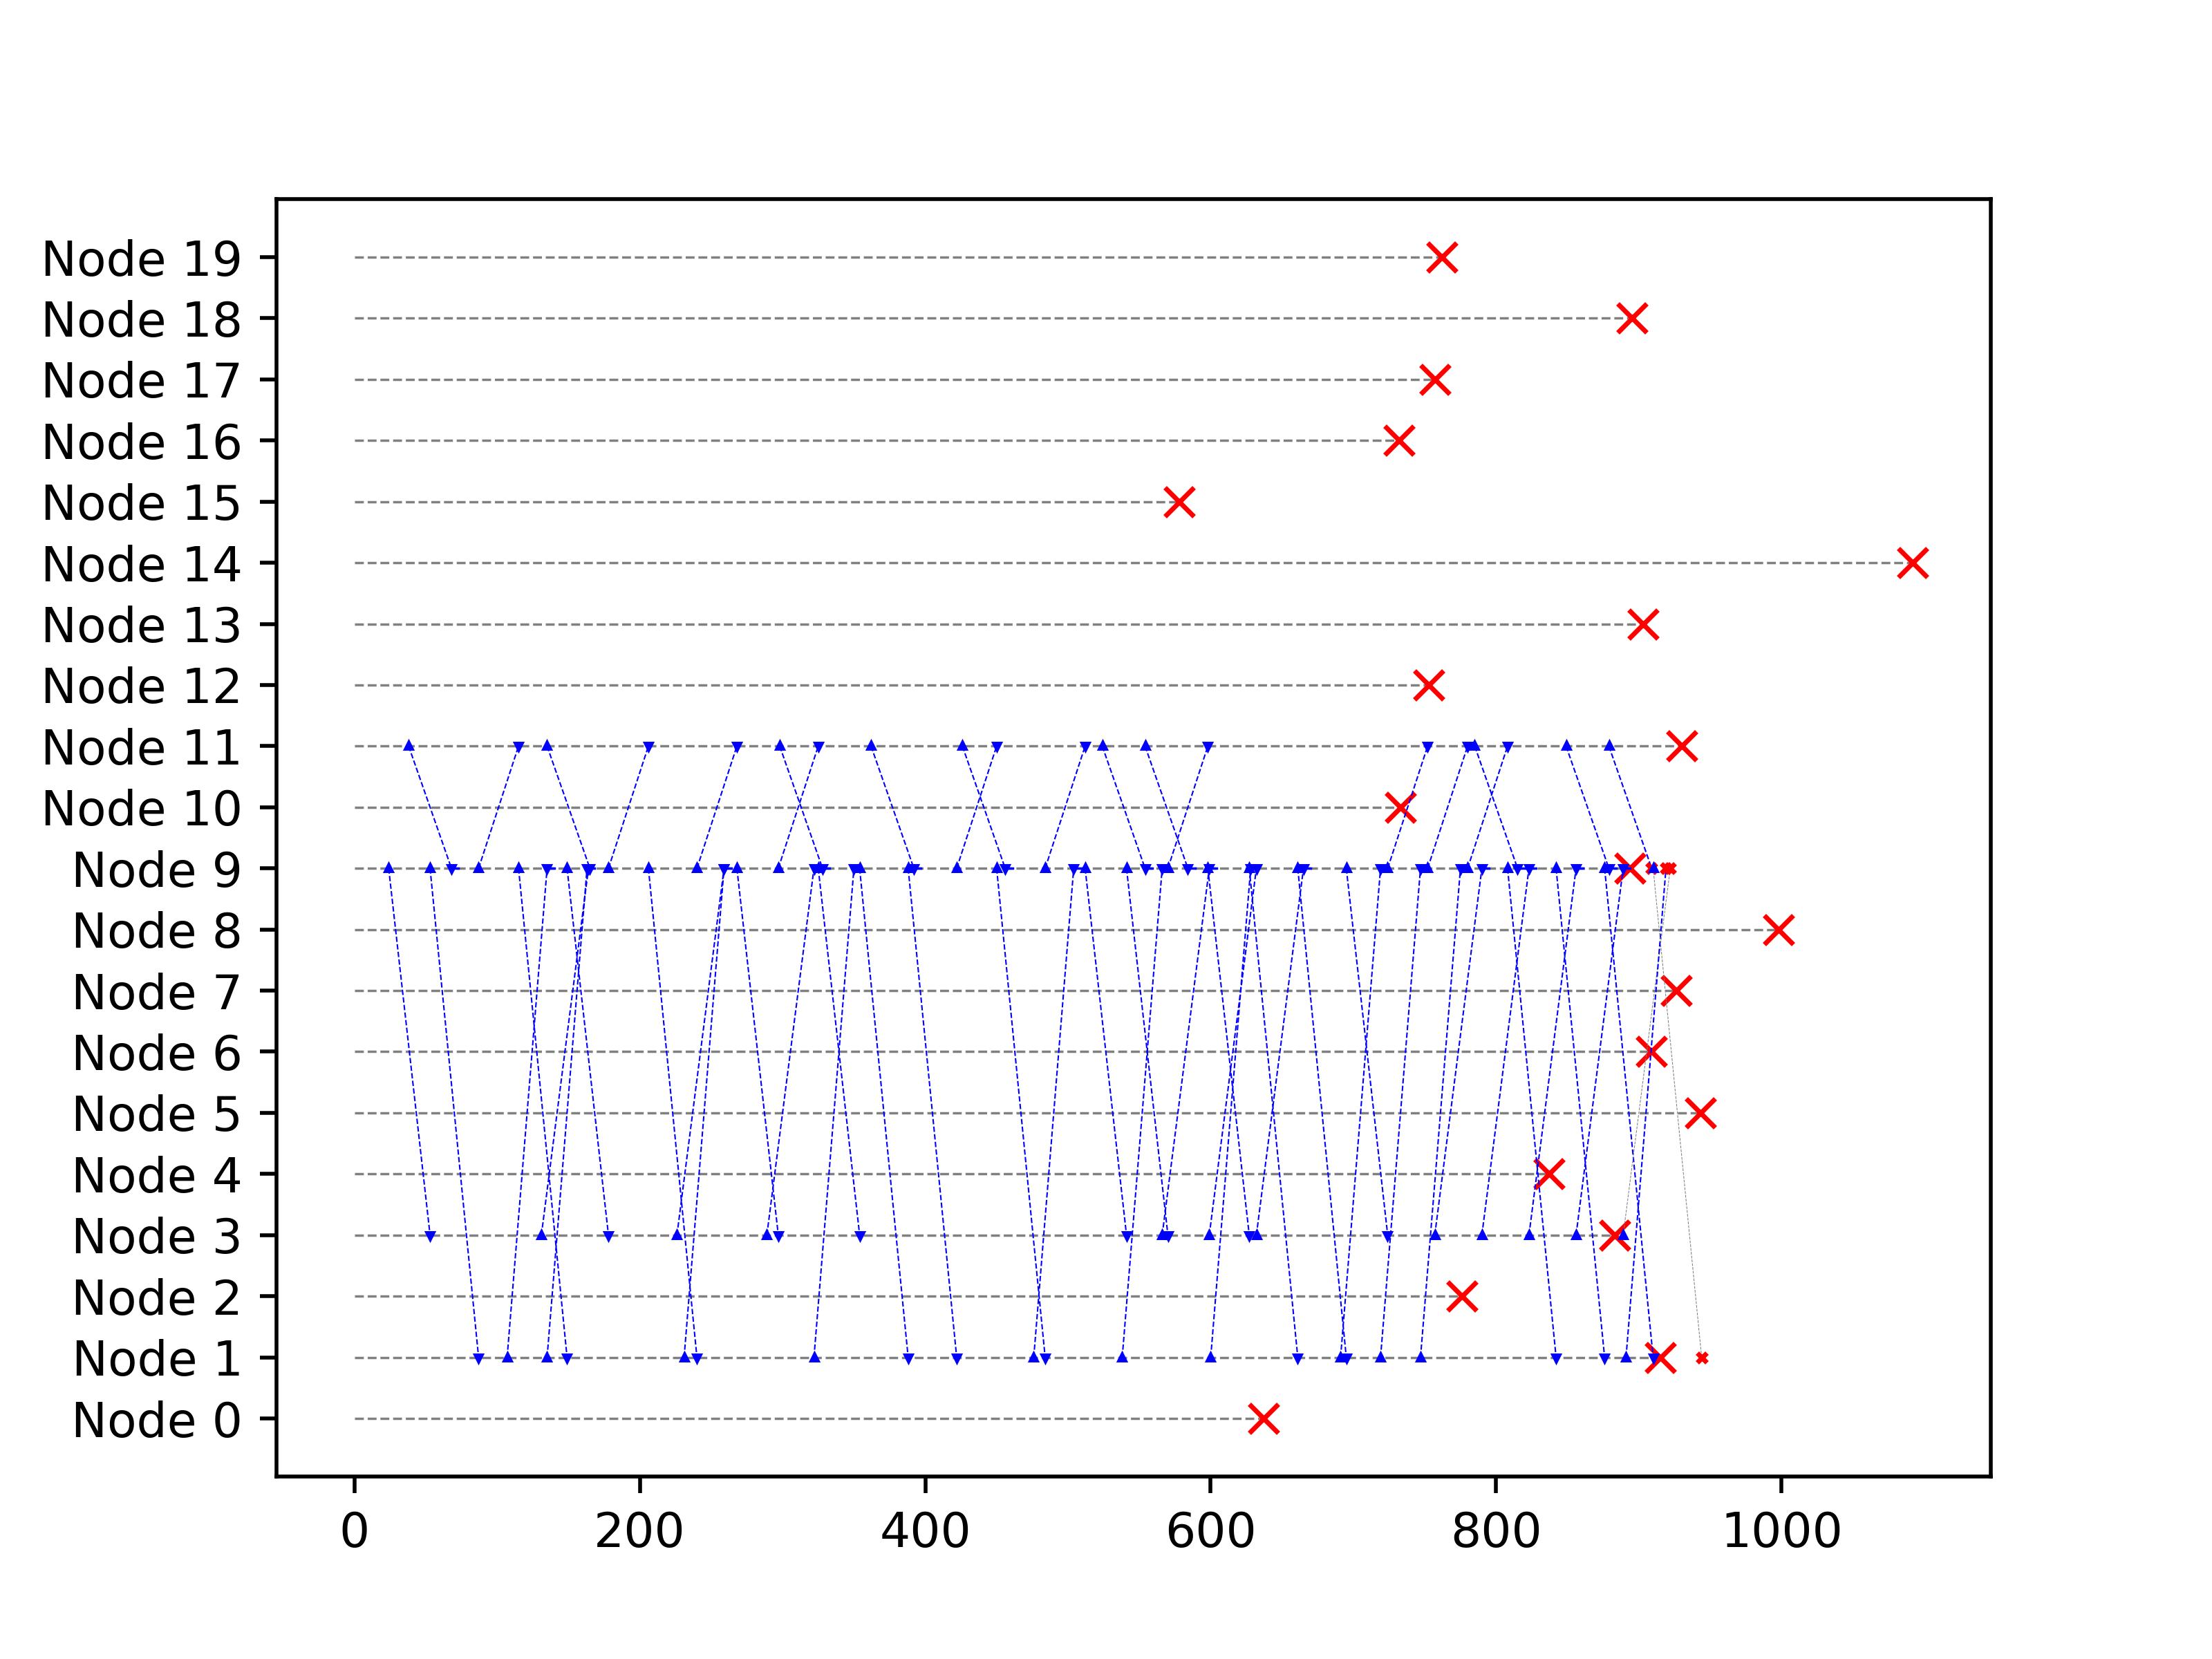 Node 19
Node 18
Node 17
Node 16
Node 15
Node 14
Node 13
Node 12
Node 11
Node 10
Node 9
Node 8
Node 7
Node 6
Node 5
Node 4
Node 3
Node 2
Node 1
Node 0
0 200 400 600 800 1000